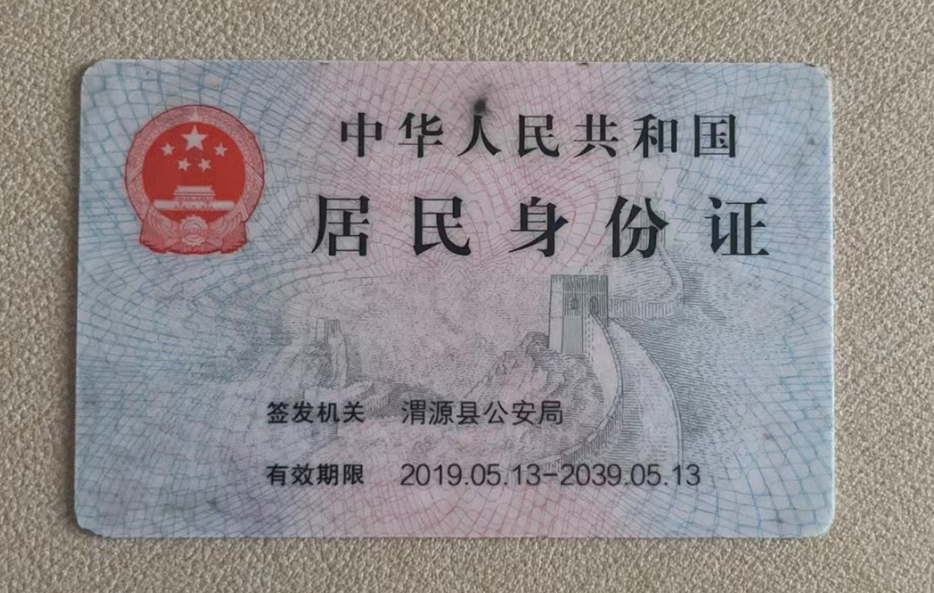 中华人民共和国
居民身份证
签发机关 渭源县公安局
有效期限 2019.05.13-2039.05.13